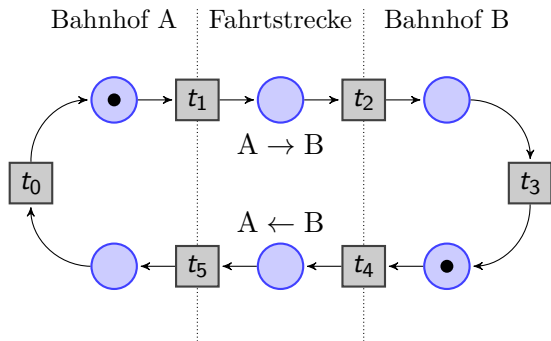 Bahnhof A Fahrtstrecke Bahnhof B
t₁ t₂
A → B
t₀ t₃
A ← B
t₅ t₄